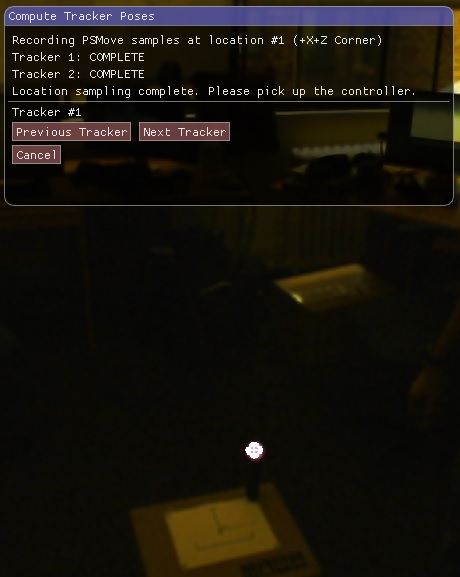 Compute Tracker Poses
Recording PSMove samples at location #1 (+X+Z Corner)
Tracker 1: COMPLETE
Tracker 2: COMPLETE
Location sampling complete. Please pick up the controller.
Tracker #1
Previous Tracker Next Tracker
Cancel